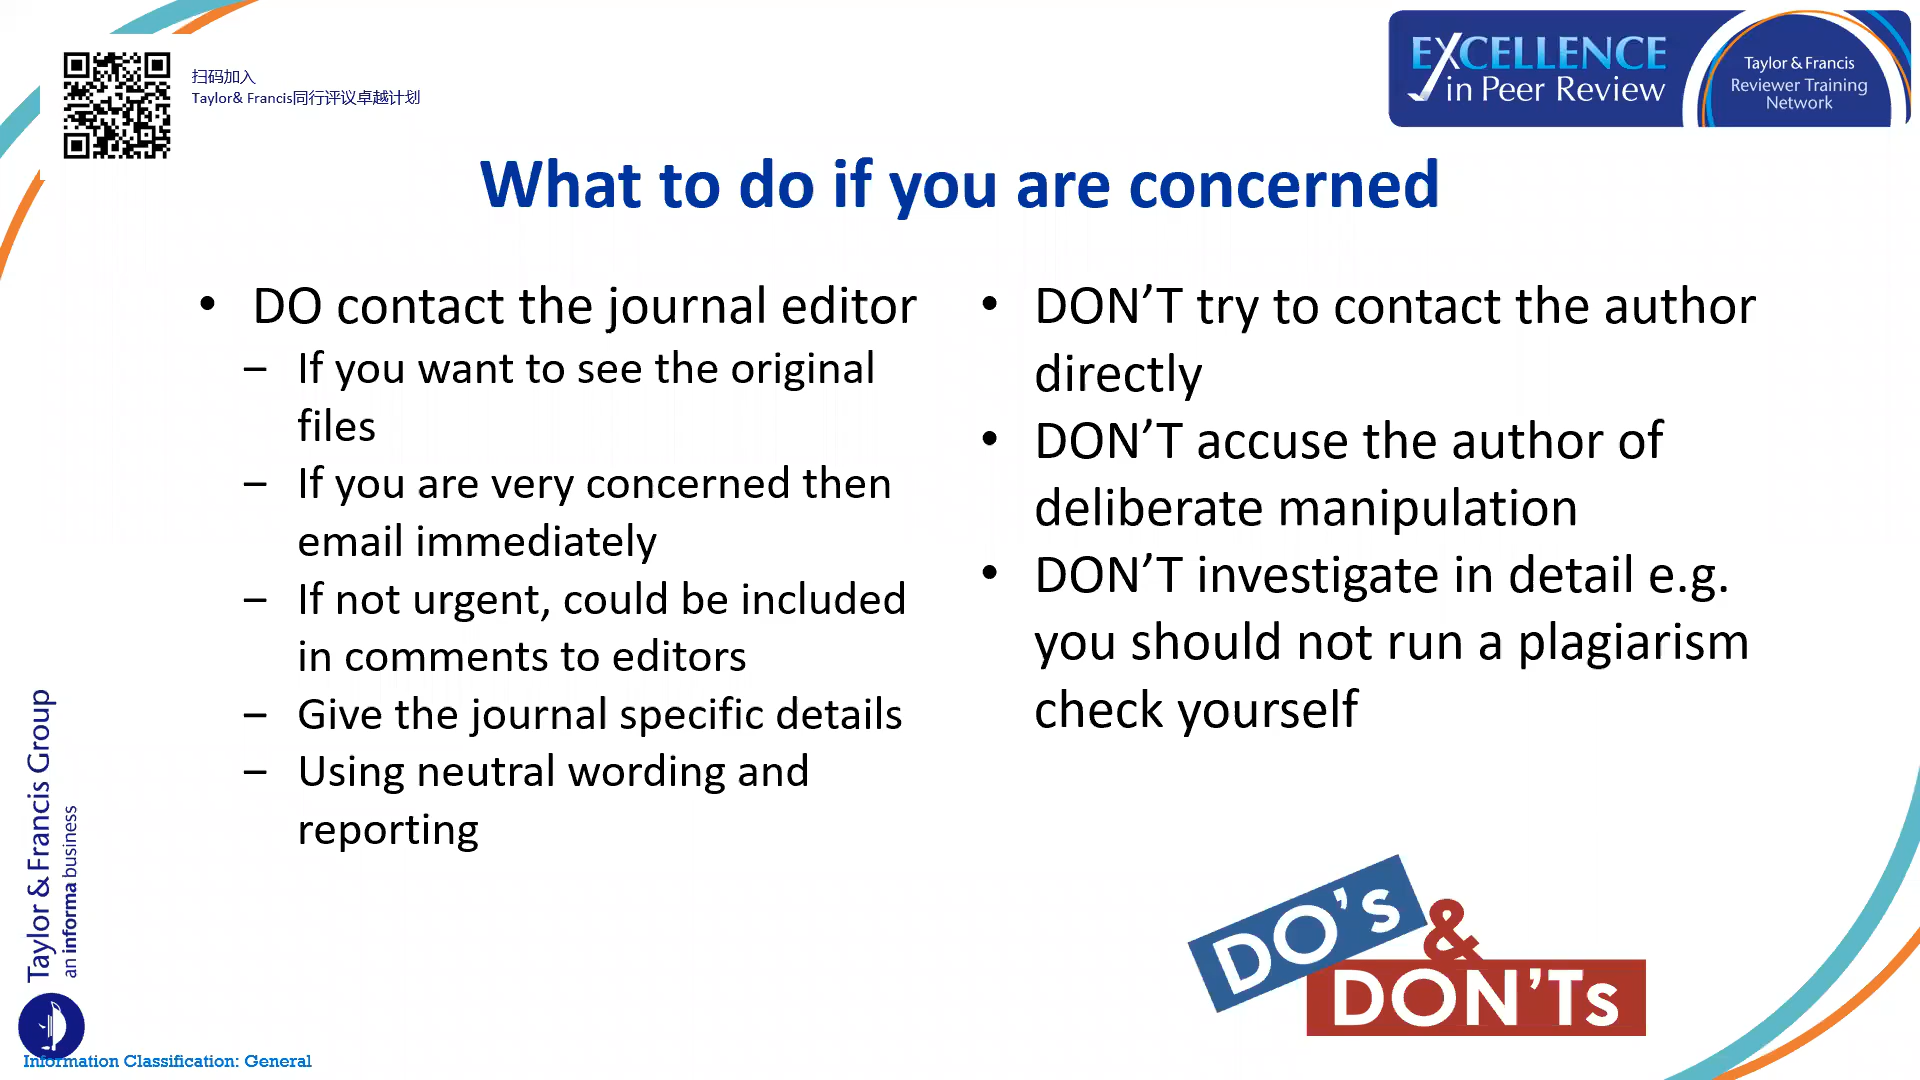 扫码加入
Taylor& Francis同行评议卓越计划
EXCELLENCE
in Peer Review
Taylor & Francis
Reviewer Training
Network
What to do if you are concerned
• DO contact the journal editor
– If you want to see the original
files
– If you are very concerned then
email immediately
– If not urgent, could be included
in comments to editors
– Give the journal specific details
– Using neutral wording and
reporting
• DON’T try to contact the author
directly
• DON’T accuse the author of
deliberate manipulation
• DON’T investigate in detail e.g.
you should not run a plagiarism
check yourself
DO’s
&
DON’Ts
Taylor & Francis Group
an informa business
Information Classification: General